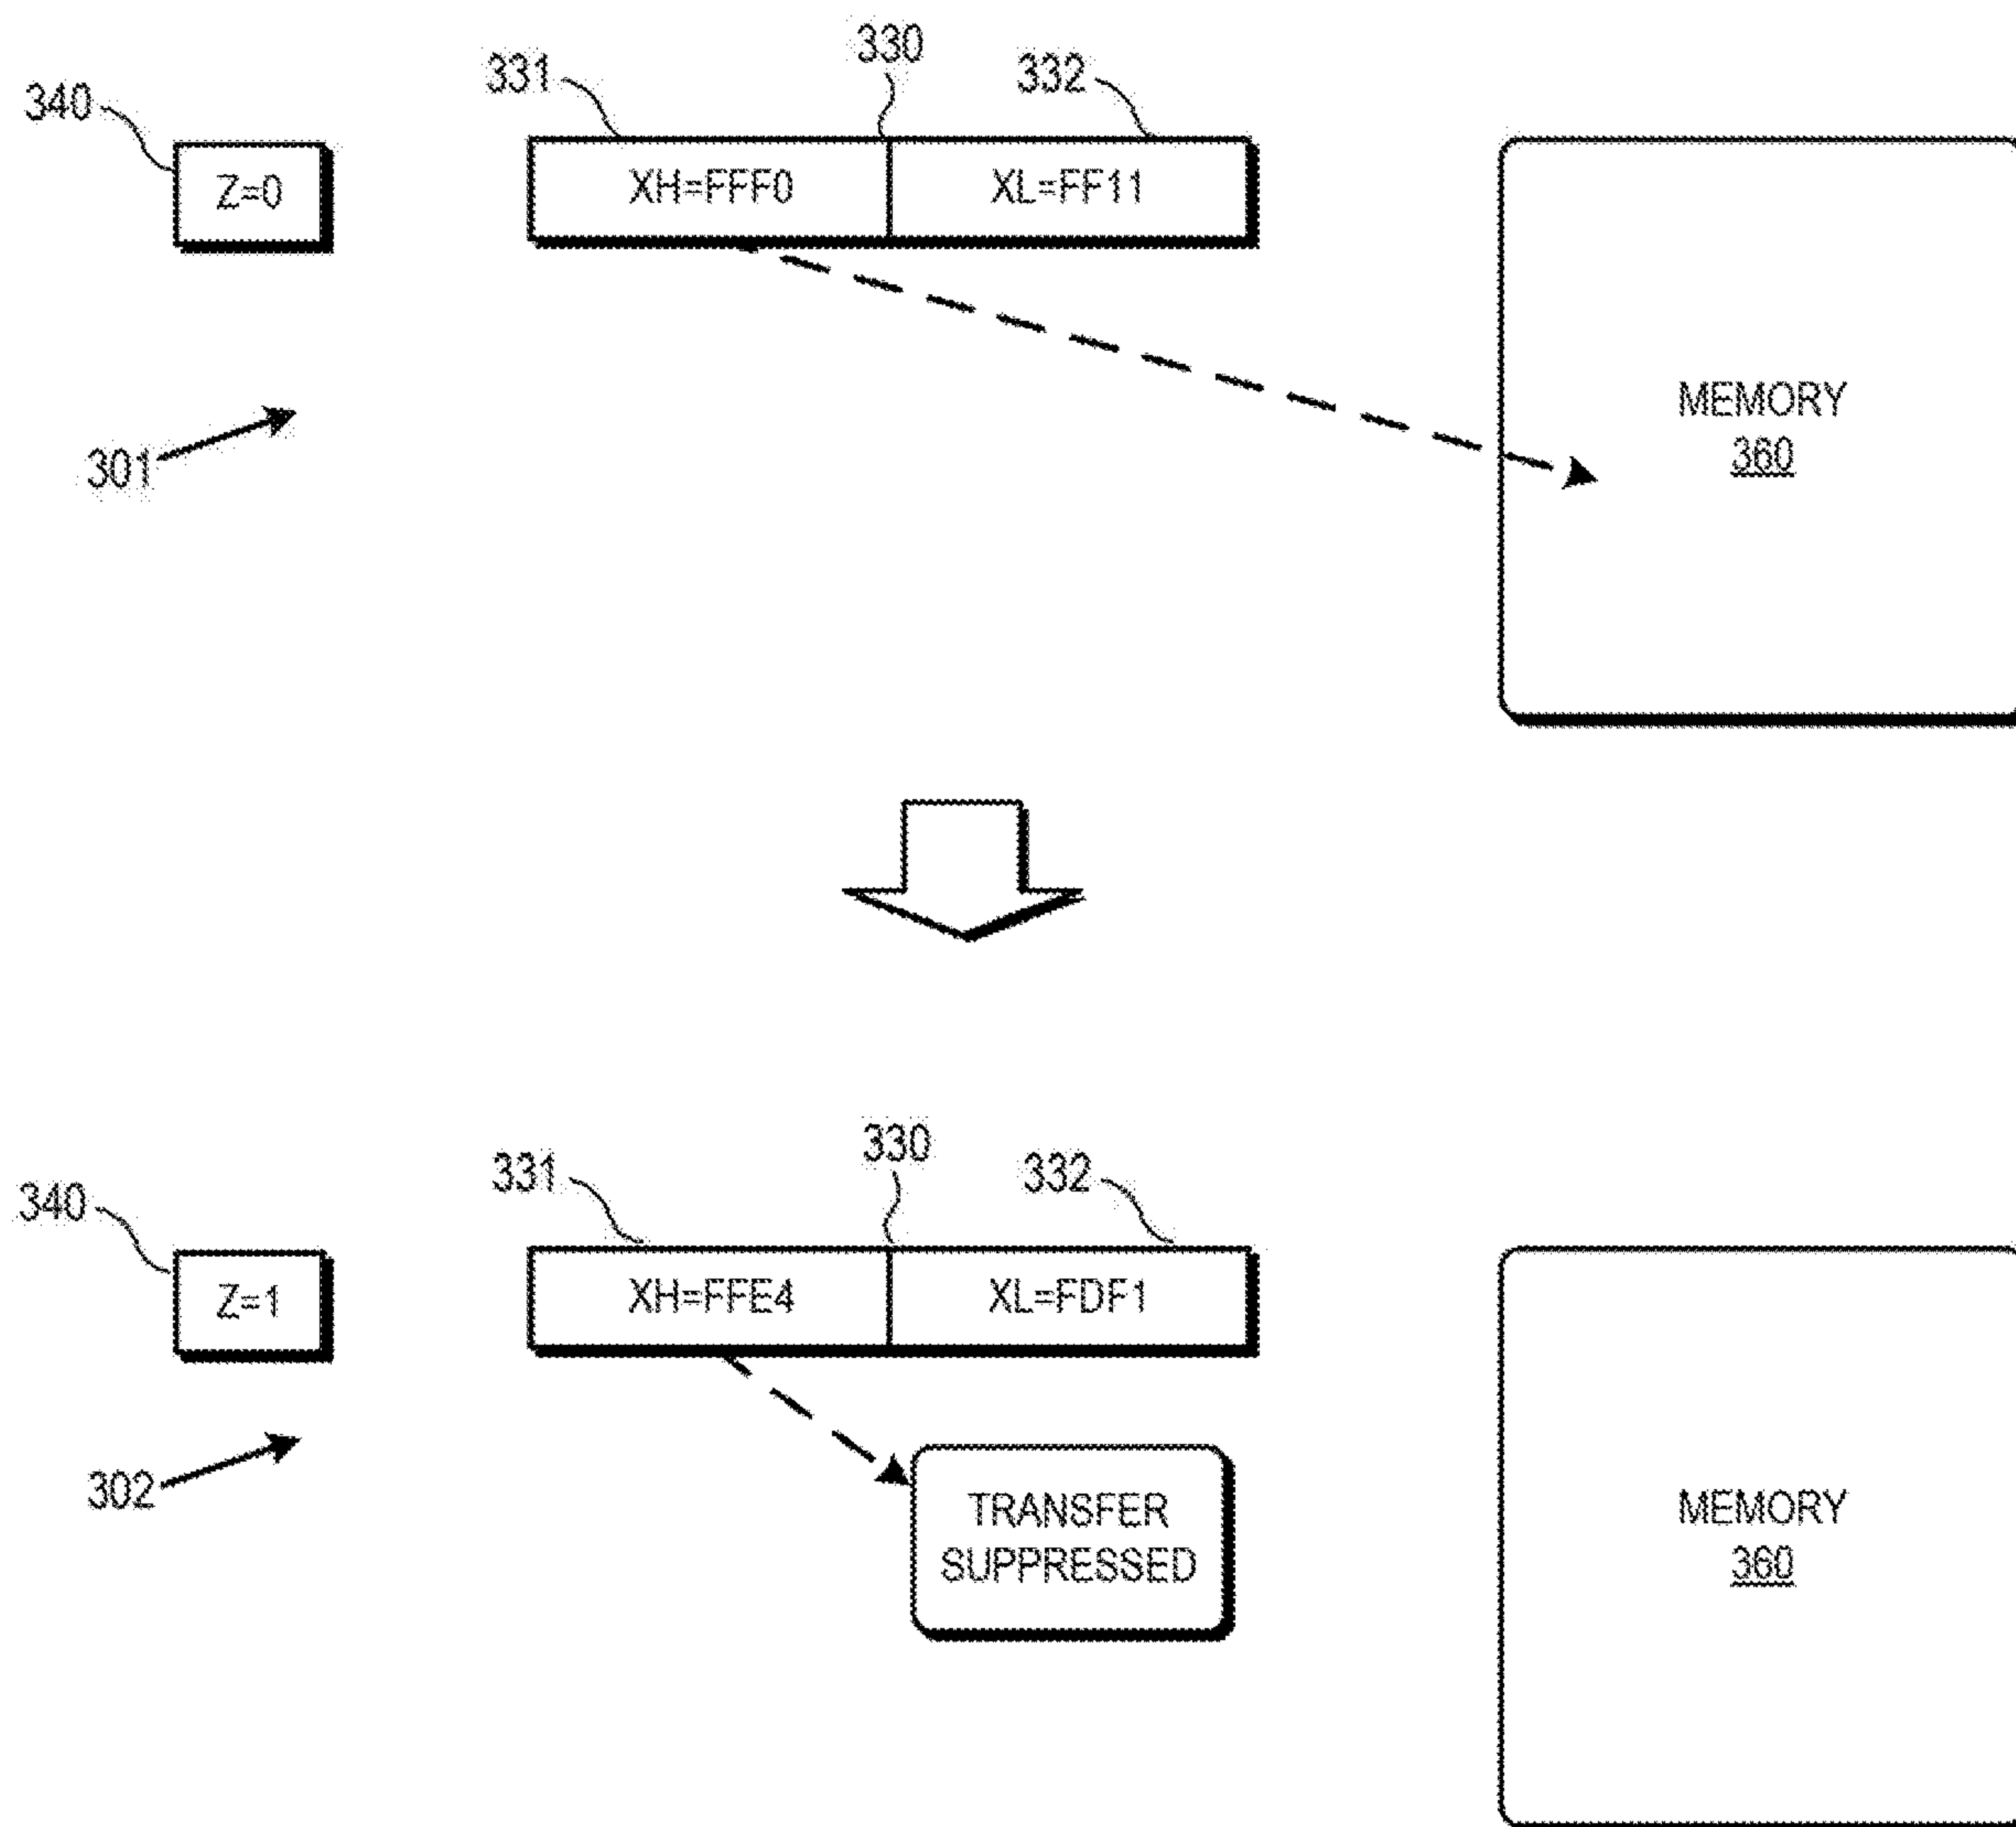 330
331
332
340
Z=0
XH=FFF0
XL=FF11
MEMORY
360
301
330
331
332
340
Z=1
XH=FFE4
XL=FDF1
302
TRANSFER
SUPPRESSED
MEMORY
360